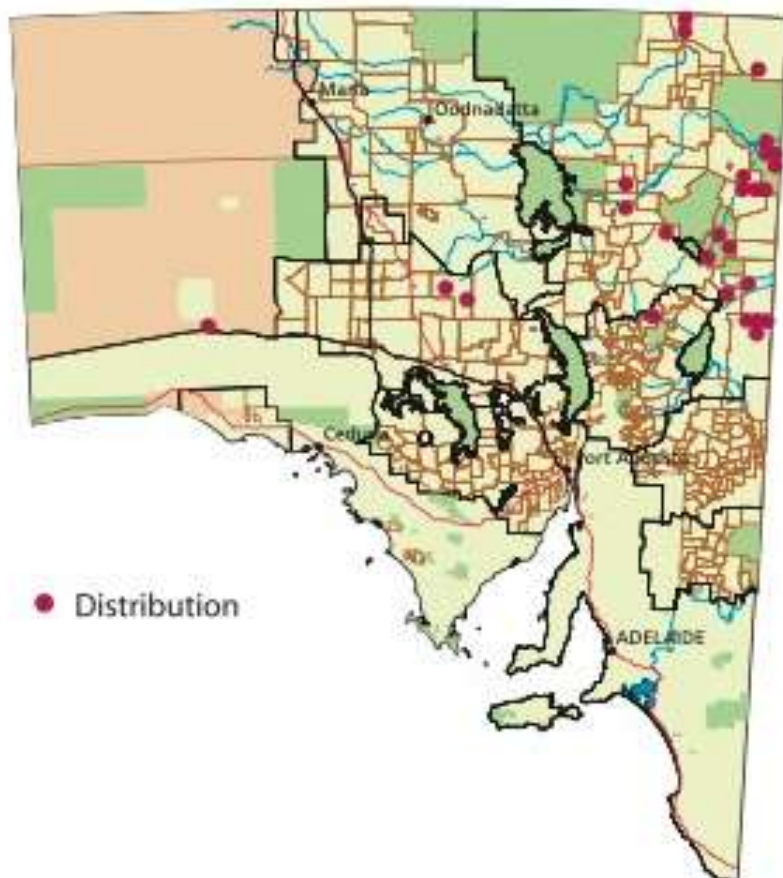 Marla
Oodnadatta
Ceduna
Port Augusta
Distribution
ADELAIDE